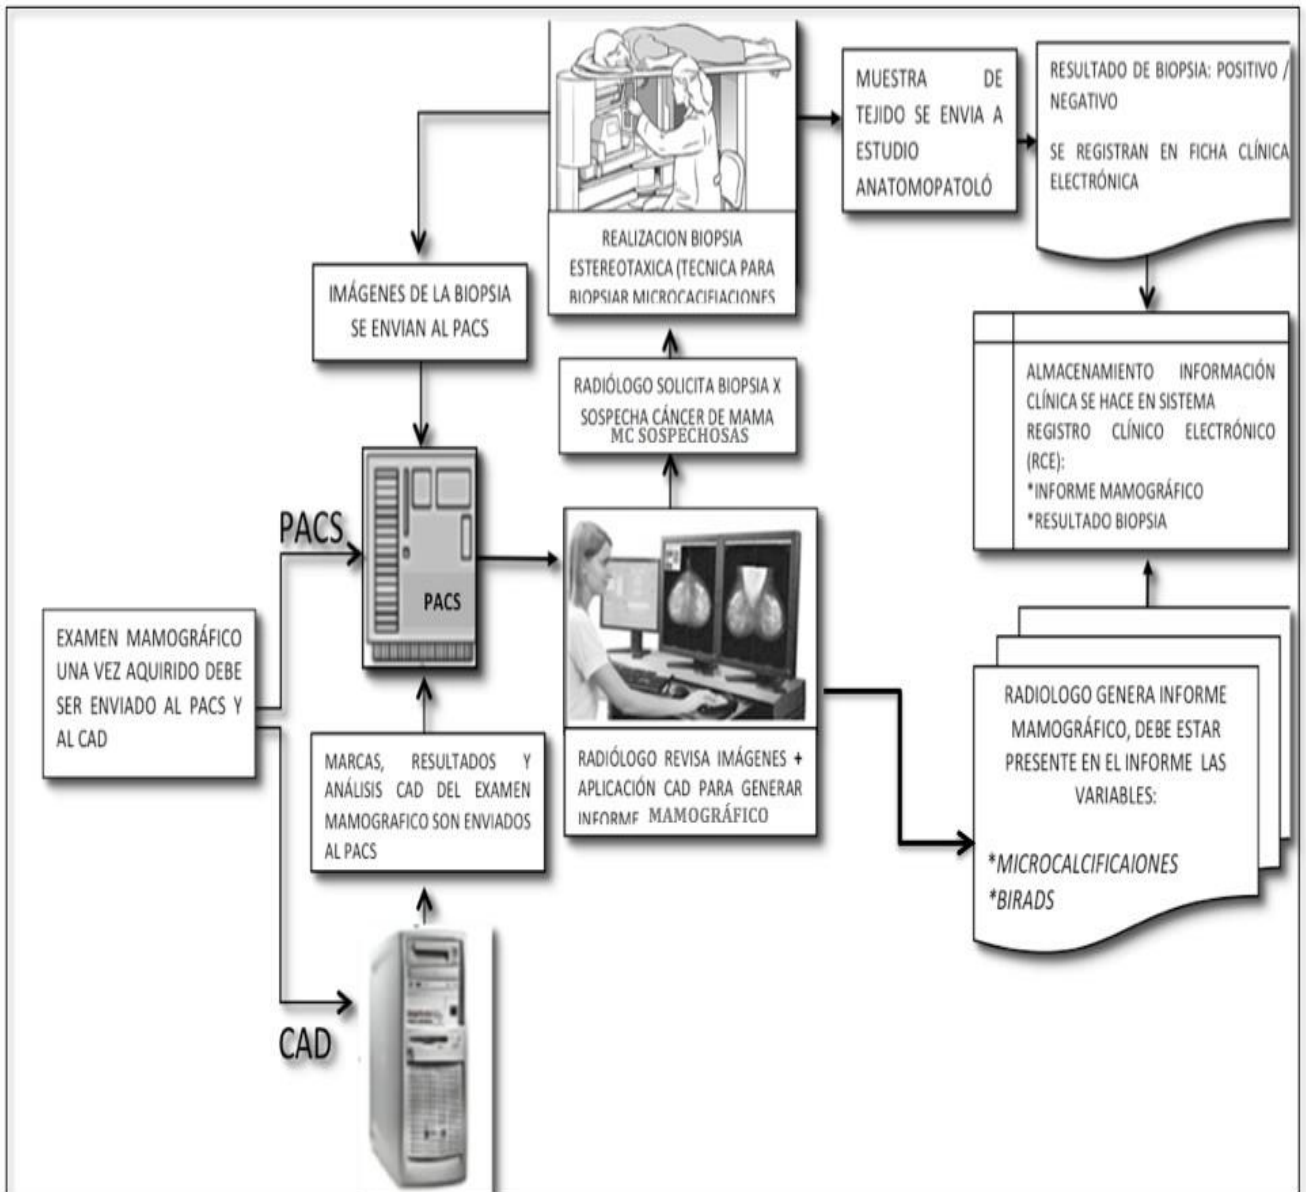 MUESTRA DE
TEJIDO SE ENVIA A
ESTUDIO
ANATOMOPATOLÓ
RESULTADO DE BIOPSIA: POSITIVO /
NEGATIVO
SE REGISTRAN EN FICHA CLÍNICA
ELECTRÓNICA
REALIZACION BIOPSIA
ESTEREOTAXICA (TECNICA PARA
BIOPSIAR MICROCACIFIACIONES
IMÁGENES DE LA BIOPSIA
SE ENVIAN AL PACS
RADIÓLOGO SOLICITA BIOPSIA X
SOSPECHA CÁNCER DE MAMA
MC SOSPECHOSAS
ALMACENAMIENTO INFORMACIÓN
CLÍNICA SE HACE EN SISTEMA
REGISTRO CLÍNICO ELECTRÓNICO
(RCE):
*INFORME MAMOGRÁFICO
*RESULTADO BIOPSIA
PACS
PACS
EXAMEN MAMOGRÁFICO
UNA VEZ AQUIRIDO DEBE
SER ENVIADO AL PACS Y
AL CAD
MARCAS, RESULTADOS Y
ANÁLISIS CAD DEL EXAMEN
MAMOGRAFICO SON ENVIADOS
AL PACS
RADIÓLOGO REVISA IMÁGENES +
APLICACIÓN CAD PARA GENERAR
INFORME MAMOGRÁFICO
RADIOLOGO GENERA INFORME
MAMOGRÁFICO, DEBE ESTAR
PRESENTE EN EL INFORME LAS
VARIABLES:
*MICROCALCIFICAIONES
*BIRADS
CAD